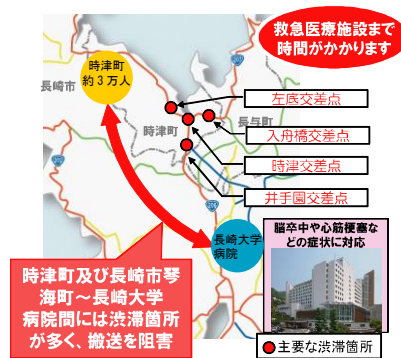 救急医療施設まで
時間がかかります
時津町
約3万人
長崎市
左底交差点
長与町
時津町
入舟橋交差点
時津交差点
井手園交差点
207
206
長崎大学
病院
脳卒中や心筋梗塞な
どの症状に対応
時津町及び長崎市琴
海町～長崎大学
病院間には渋滞箇所
が多く、搬送を阻害
主要な渋滞箇所